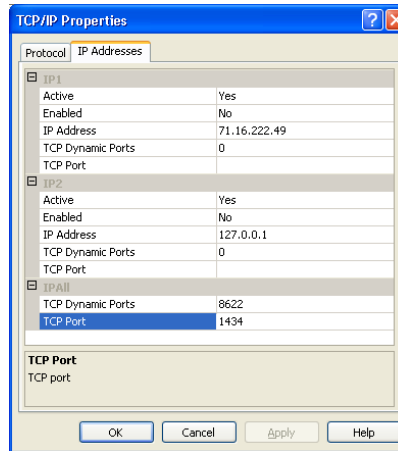 TCP/IP Properties
Protocol IP Addresses
IP1
Active Yes
Enabled No
IP Address 71.16.222.49
TCP Dynamic Ports 0
TCP Port
IP2
Active Yes
Enabled No
IP Address 127.0.0.1
TCP Dynamic Ports 0
TCP Port
IPAll
TCP Dynamic Ports 8622
TCP Port 1434
TCP Port
TCP port
OK Cancel Apply Help